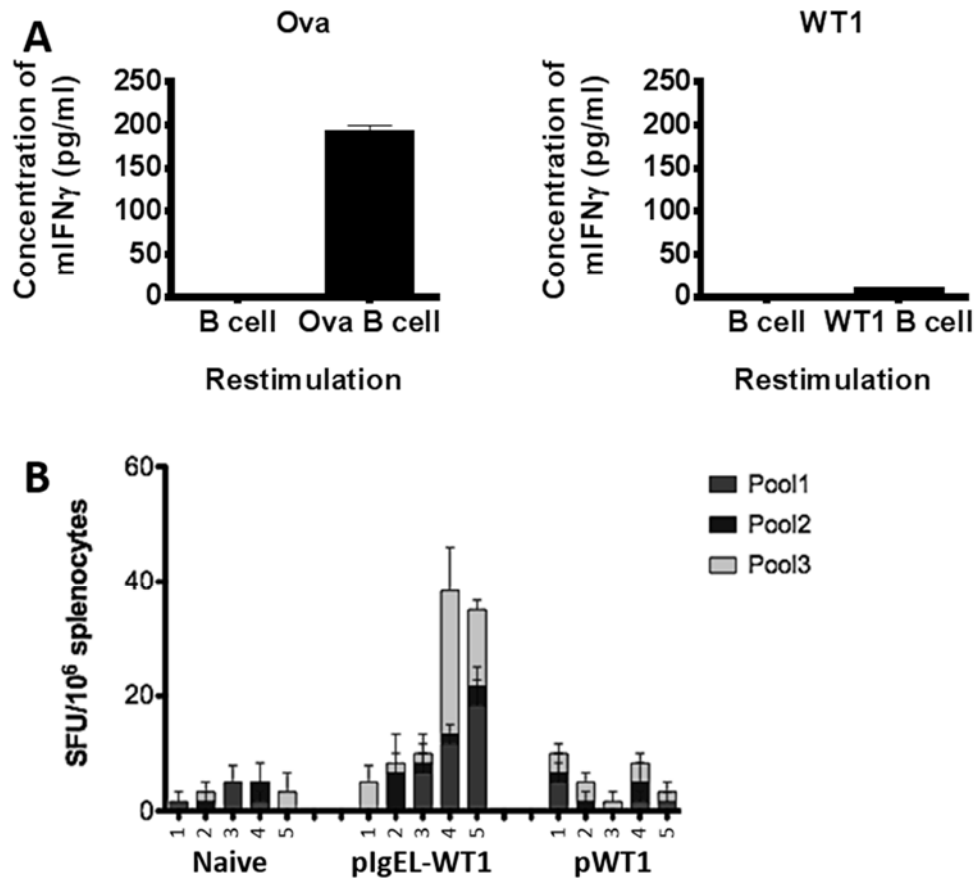 A
Ova
Concentration of
mIFNγ (pg/ml)
250
200
150
100
50
0
B cell Ova B cell
Restimulation
WT1
Concentration of
mIFNγ (pg/ml)
250
200
150
100
50
0
B cell WT1 B cell
Restimulation
B
SFU/10⁶ splenocytes
60
40
20
0
1 2 3 4 5
1 2 3 4 5
1 2 3 4 5
Naive
pIgEL-WT1
pWT1
Pool1
Pool2
Pool3